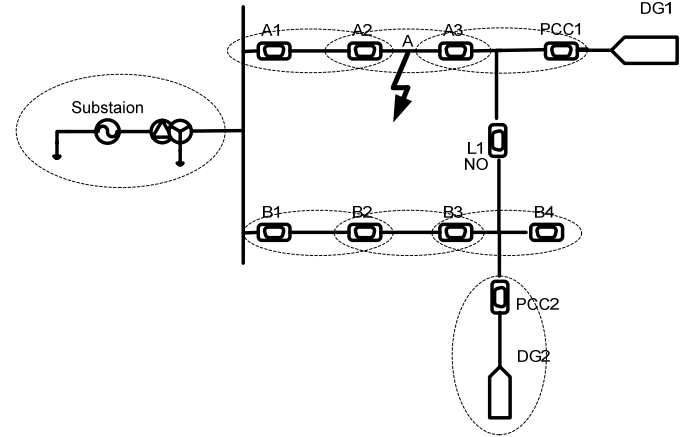 DG1
A1
A2
A
A3
PCC1
Substaion
L1
NO
B1
B2
B3
B4
PCC2
DG2